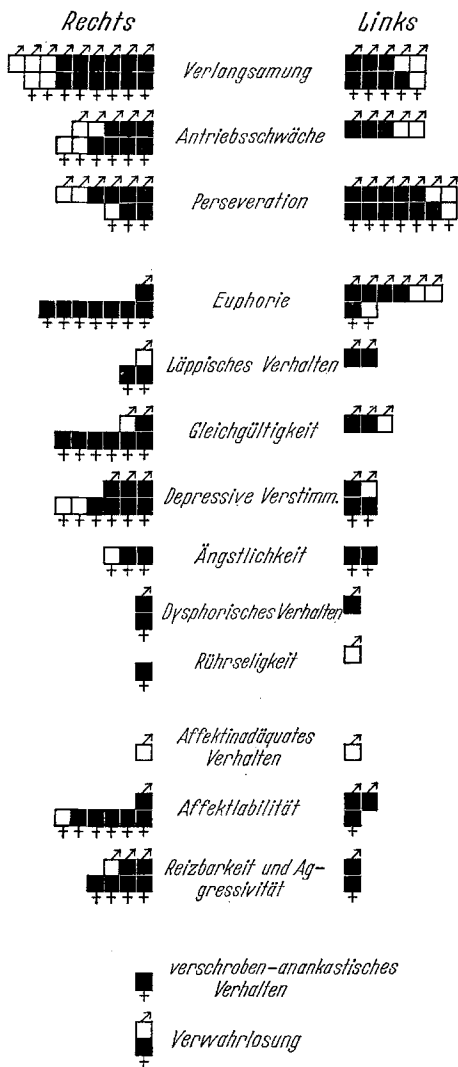 Rechts Links
Verlangsamung
Antriebsschwäche
Perseveration
Euphorie
Läppisches Verhalten
Gleichgültigkeit
Depressive Verstimm.
Ängstlichkeit
Dysphorisches Verhalten
Rührseligkeit
Affektinadäquates
Verhalten
Affektlabilität
Reizbarkeit und Ag-
gressivität
verschroben-anankastisches
Verhalten
Verwahrlosung